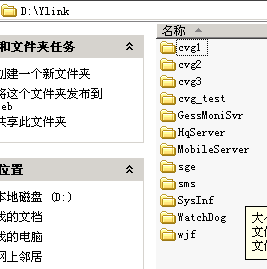 D:\Ylink
和文件夹任务
创建一个新文件夹
将这个文件夹发布到
eb
共享此文件夹
位置
本地磁盘 (D:)
我的文档
我的电脑
网上邻居
名称
cvg1
cvg2
cvg3
cvg_test
GessMoniSvr
HqServer
MobileServer
sge
sms
SysInf
WatchDog
wjf
大小
文件
文件